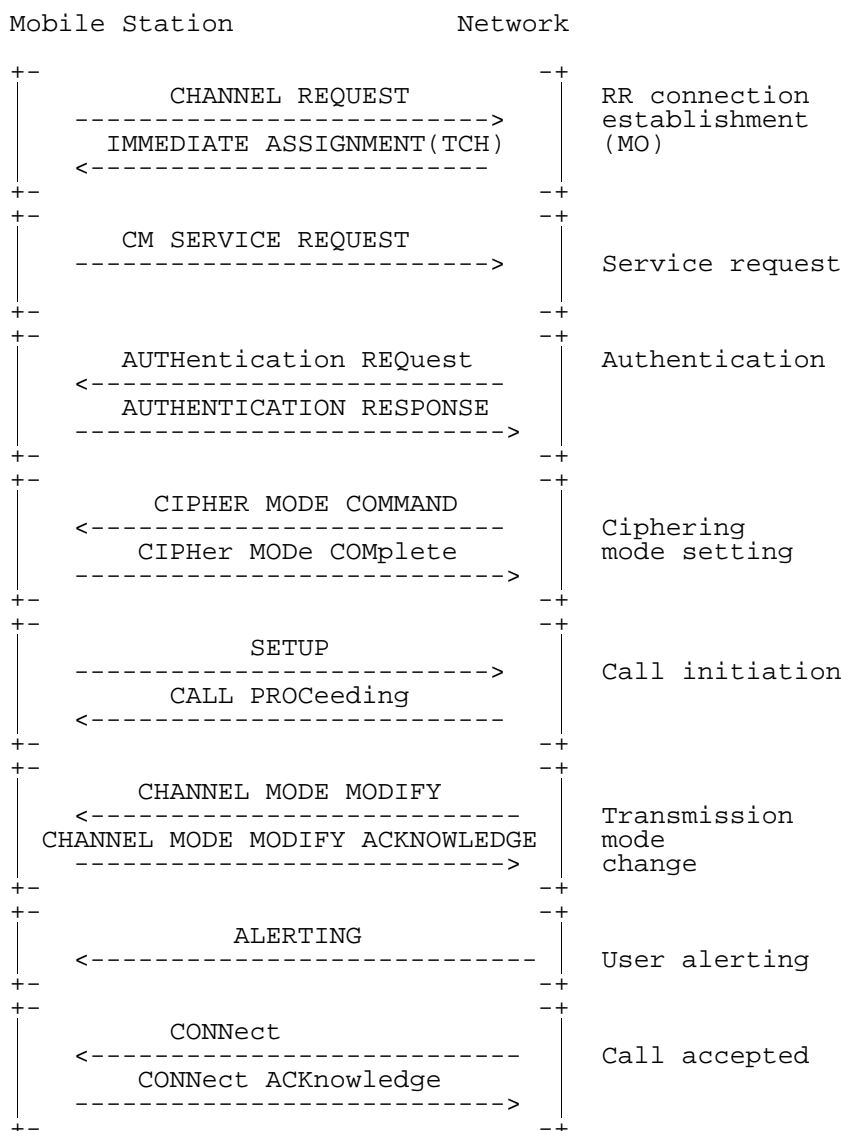 Mobile Station Network
CHANNEL REQUEST RR connection
establishment
IMMEDIATE ASSIGNMENT(TCH) (MO)
CM SERVICE REQUEST
Service request
AUTHentication REQuest Authentication
AUTHENTICATION RESPONSE
CIPHER MODE COMMAND
Ciphering
CIPHer MODe COMplete mode setting
SETUP
Call initiation
CALL PROCeeding
CHANNEL MODE MODIFY
Transmission
CHANNEL MODE MODIFY ACKNOWLEDGE mode
change
ALERTING
User alerting
CONNect
Call accepted
CONNect ACKnowledge